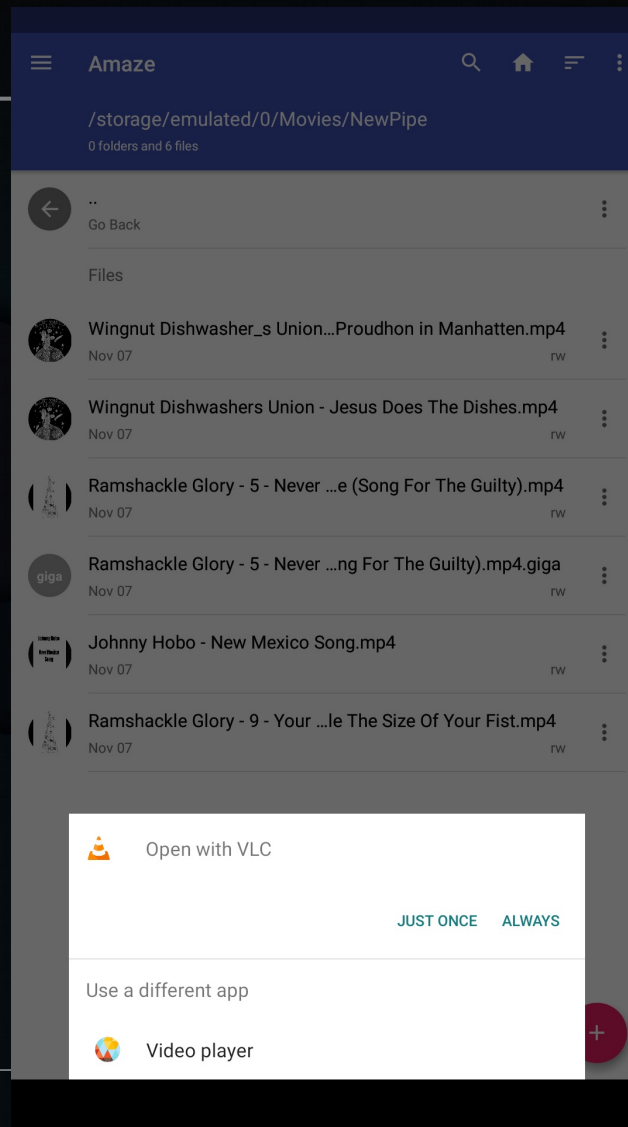 Amaze
/storage/emulated/0/Movies/NewPipe
0 folders and 6 files
..
Go Back
Files
Wingnut Dishwasher_s Union...Proudhon in Manhatten.mp4
Nov 07 rw
Wingnut Dishwashers Union - Jesus Does The Dishes.mp4
Nov 07 rw
Ramshackle Glory - 5 - Never ...e (Song For The Guilty).mp4
Nov 07 rw
giga
Ramshackle Glory - 5 - Never ...ng For The Guilty).mp4.giga
Nov 07 rw
Johnny Hobo
New Mexico
Song
Johnny Hobo - New Mexico Song.mp4
Nov 07 rw
Ramshackle Glory - 9 - Your ...le The Size Of Your Fist.mp4
Nov 07 rw
Open with VLC
JUST ONCE ALWAYS
Use a different app
Video player